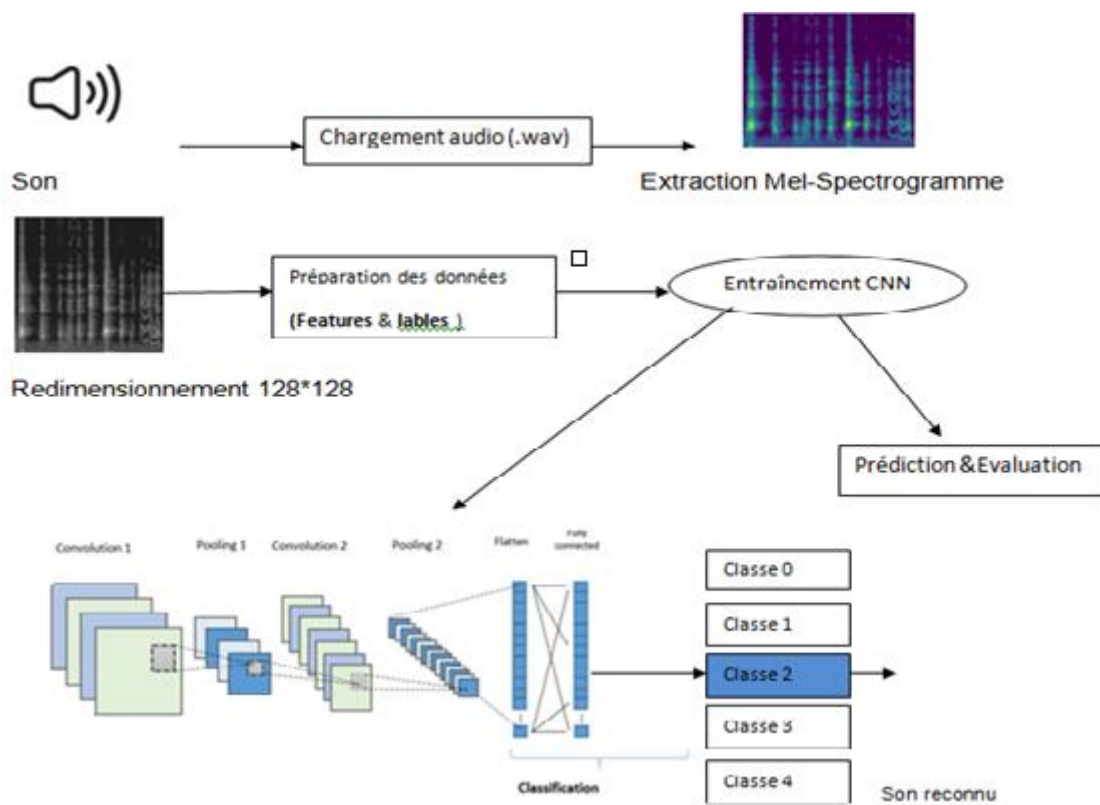 Chargement audio (.wav)
Son
Extraction Mel-Spectrogramme
Préparation des données
(Features & lables )
Entraînement CNN
Redimensionnement 128*128
Prédiction &Evaluation
Convolution 1
Pooling 1
Convolution 2
Pooling 2
Flatten
Fully
connected
Classe 0
Classe 1
Classe 2
Classe 3
Classe 4
Classification
Son reconnu